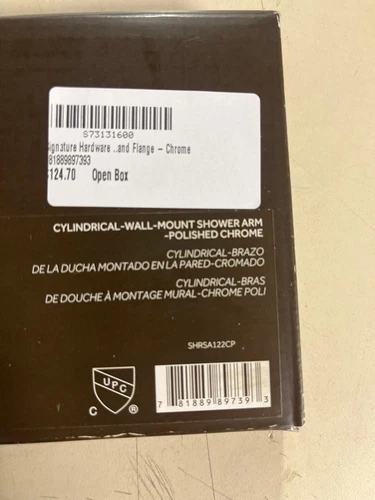 S73131600
Signature Hardware ..and Flange – Chrome
81889897393
$124.70 Open Box
CYLINDRICAL-WALL-MOUNT SHOWER ARM
-POLISHED CHROME
CYLINDRICAL-BRAZO
DE LA DUCHA MONTADO EN LA PARED-CROMADO
CYLINDRICAL-BRAS
DE DOUCHE À MONTAGE MURAL-CHROME POLI
SHRSA122CP
UPC
C ®
7 81889 89739 3